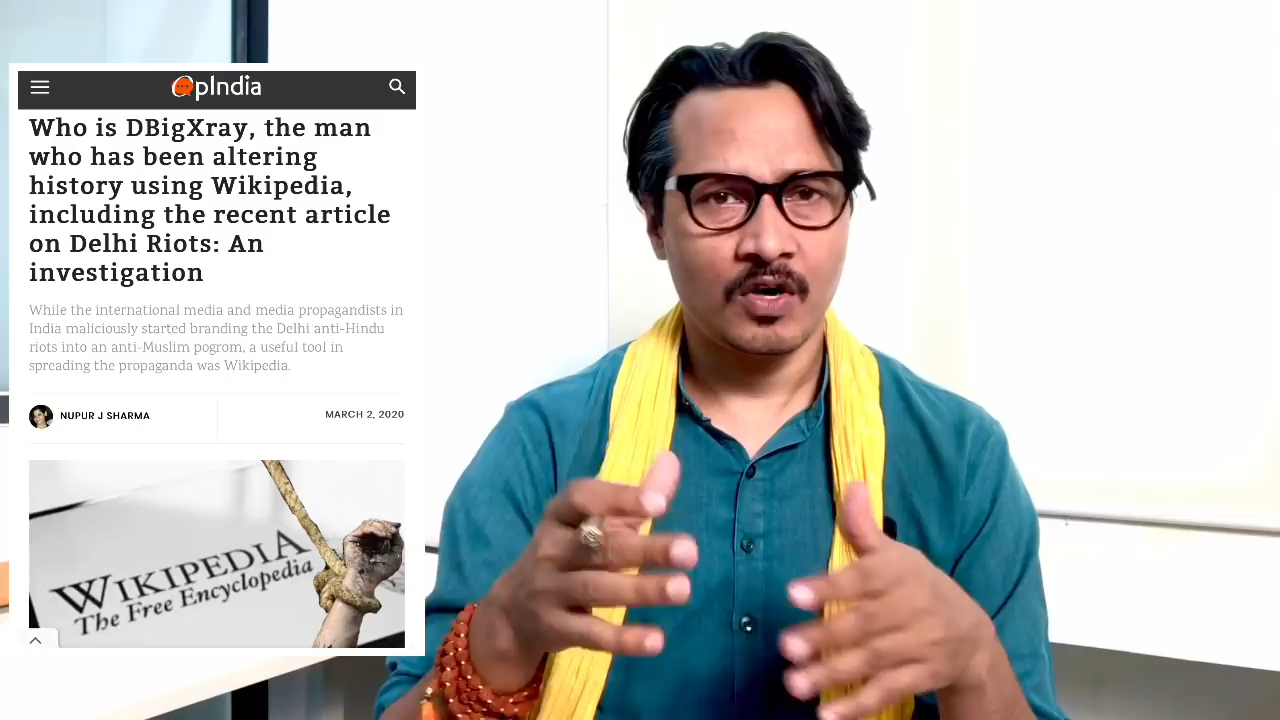 OpIndia
Who is DBigXray, the man
who has been altering
history using Wikipedia,
including the recent article
on Delhi Riots: An
investigation
While the international media and media propagandists in
India maliciously started branding the Delhi anti-Hindu
riots into an anti-Muslim pogrom, a useful tool in
spreading the propaganda was Wikipedia.
NUPUR J SHARMA
MARCH 2, 2020
WIKIPEDIA
The Free Encyclopedia